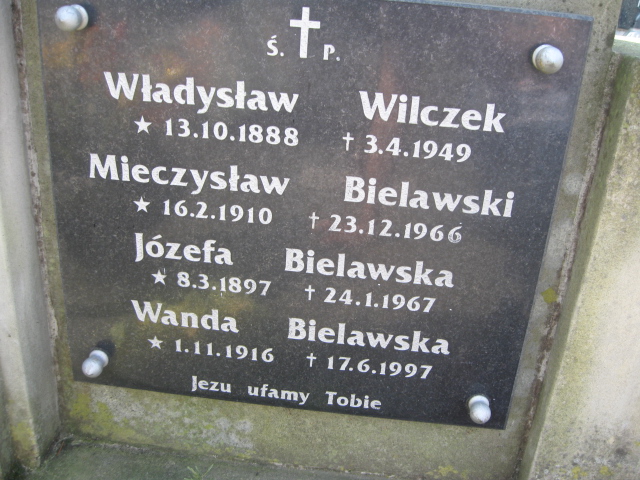 Ś. P.
Władysław Wilczek
★ 13.10.1888 † 3.4.1949
Mieczysław Bielawski
★ 16.2.1910 † 23.12.1966
Józefa Bielawska
★ 8.3.1897 † 24.1.1967
Wanda Bielawska
★ 1.11.1916 † 17.6.1997
Jezu ufamy Tobie